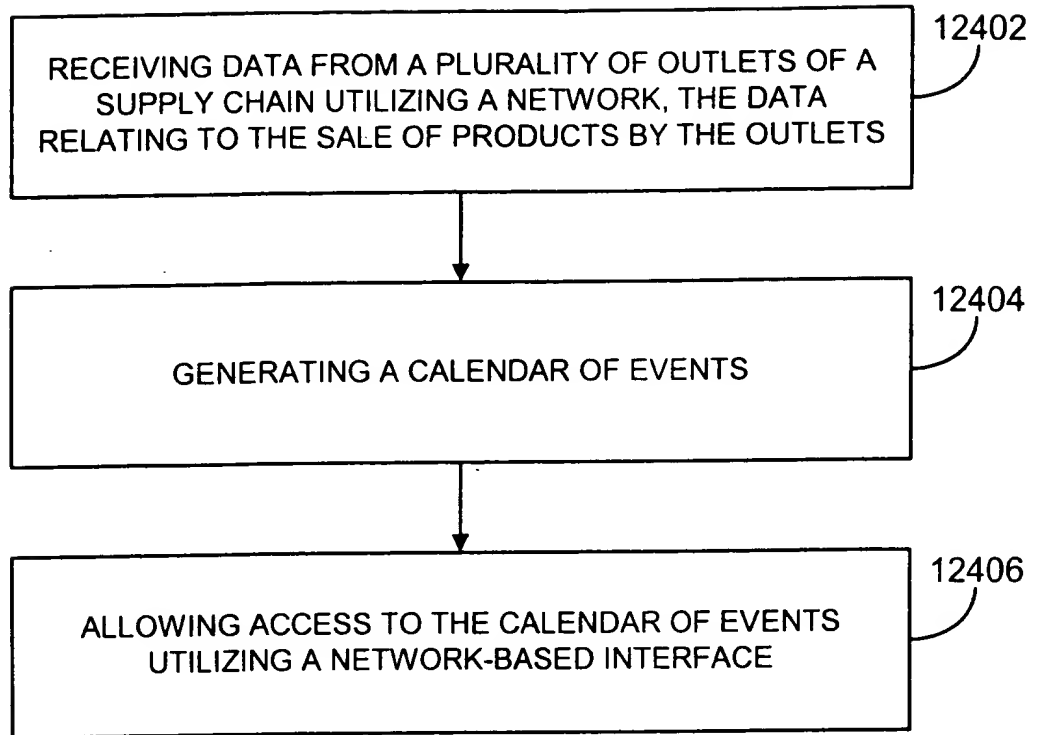 12402
RECEIVING DATA FROM A PLURALITY OF OUTLETS OF A
SUPPLY CHAIN UTILIZING A NETWORK, THE DATA
RELATING TO THE SALE OF PRODUCTS BY THE OUTLETS
12404
GENERATING A CALENDAR OF EVENTS
12406
ALLOWING ACCESS TO THE CALENDAR OF EVENTS
UTILIZING A NETWORK-BASED INTERFACE